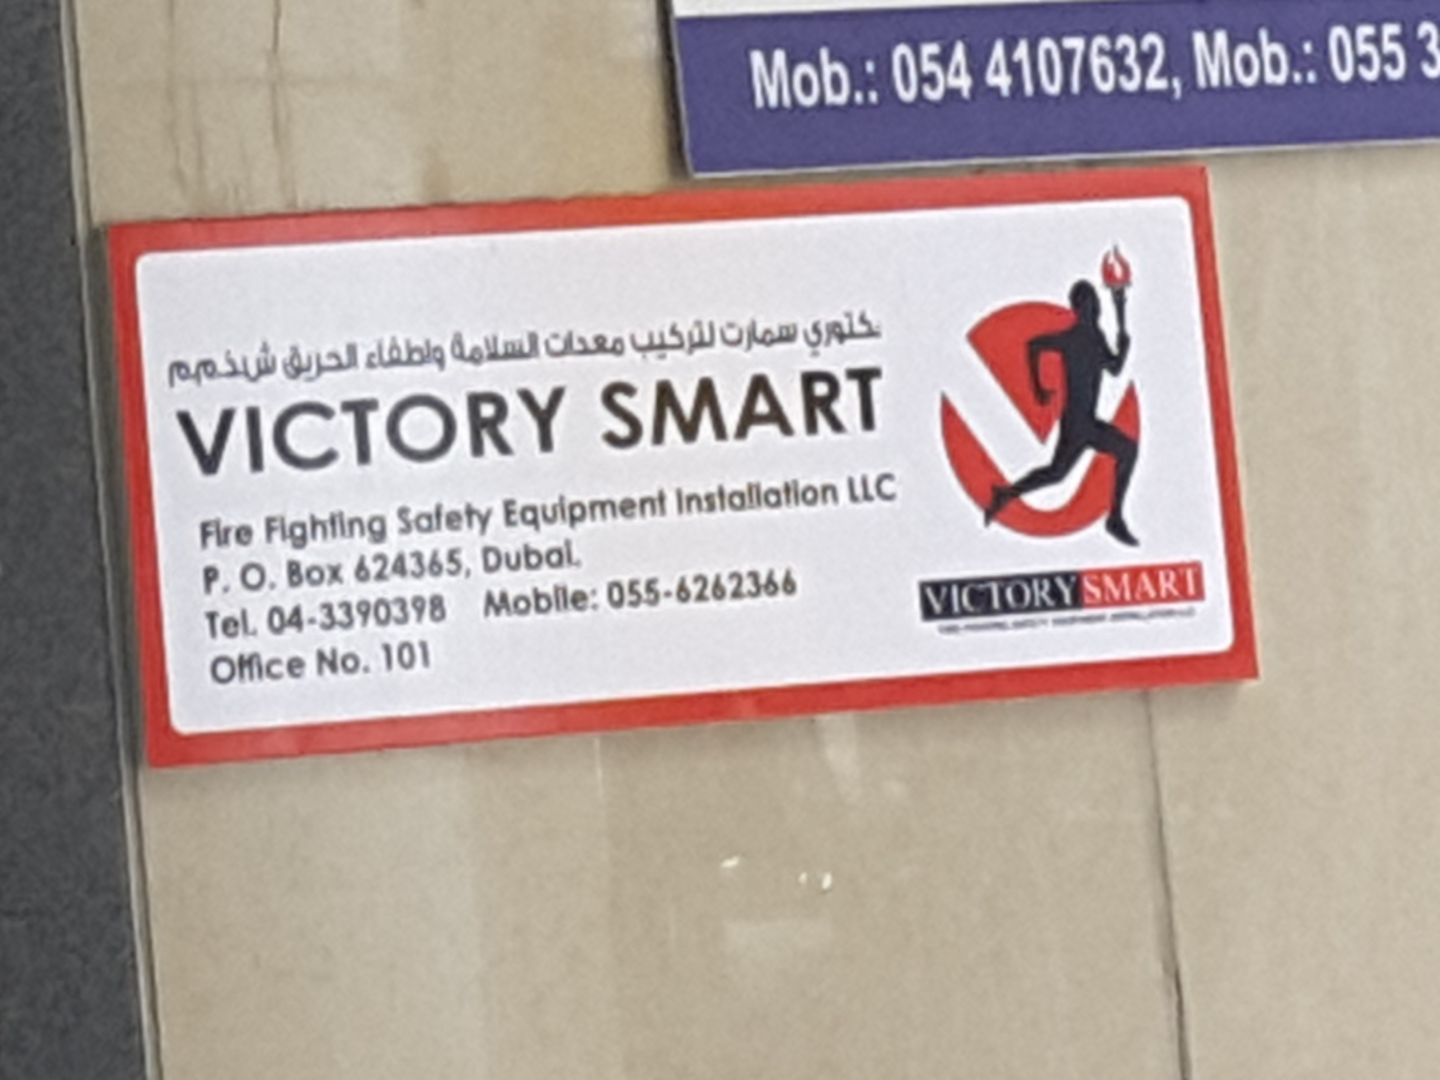 Mob.: 054 4107632, Mob.: 055 3
فكتوري سمارت لتركيب معدات السلامة واطفاء الحريق ش.ذ.م.م
VICTORY SMART
Fire Fighting Safety Equipment Installation LLC
P. O. Box 624365, Dubai.
Tel. 04-3390398 Mobile: 055-6262366
Office No. 101
VICTORY SMART